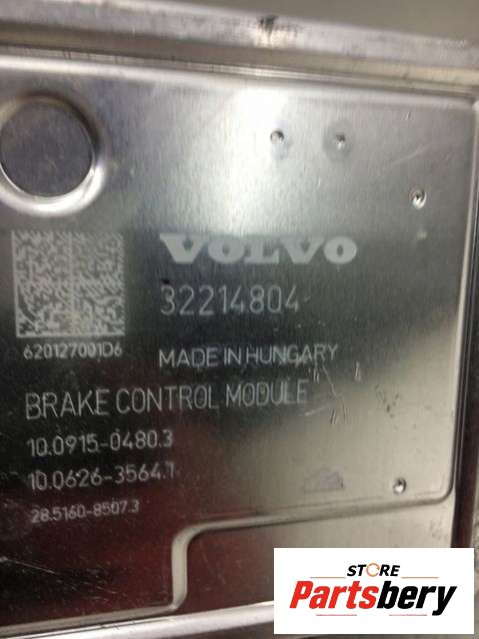 VOLVO
32214804
620127001D6
MADE IN HUNGARY
BRAKE CONTROL MODULE
10.0915-0480.3
10.0626-3564.1
28.5160-8507.3
STORE
Partsbery